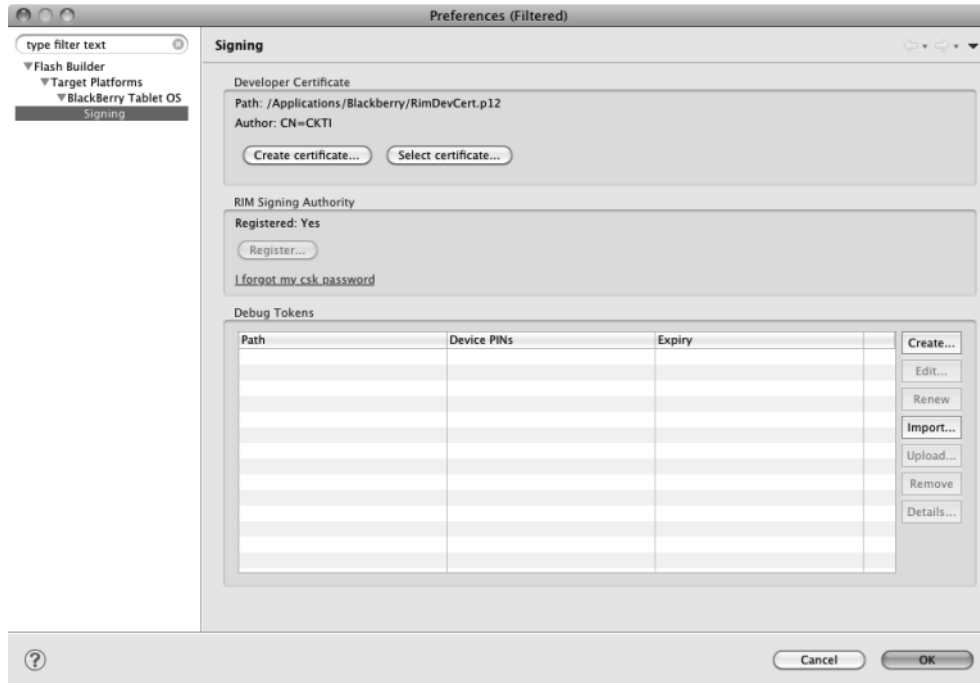 Preferences (Filtered)
type filter text
Signing
Flash Builder
Target Platforms
BlackBerry Tablet OS
Signing
Developer Certificate
Path: /Applications/Blackberry/RimDevCert.p12
Author: CN=CKTI
Create certificate... Select certificate...
RIM Signing Authority
Registered: Yes
Register...
I forgot my csk password
Debug Tokens
Path Device PINs Expiry
Create...
Edit...
Renew
Import...
Upload...
Remove
Details...
? Cancel OK